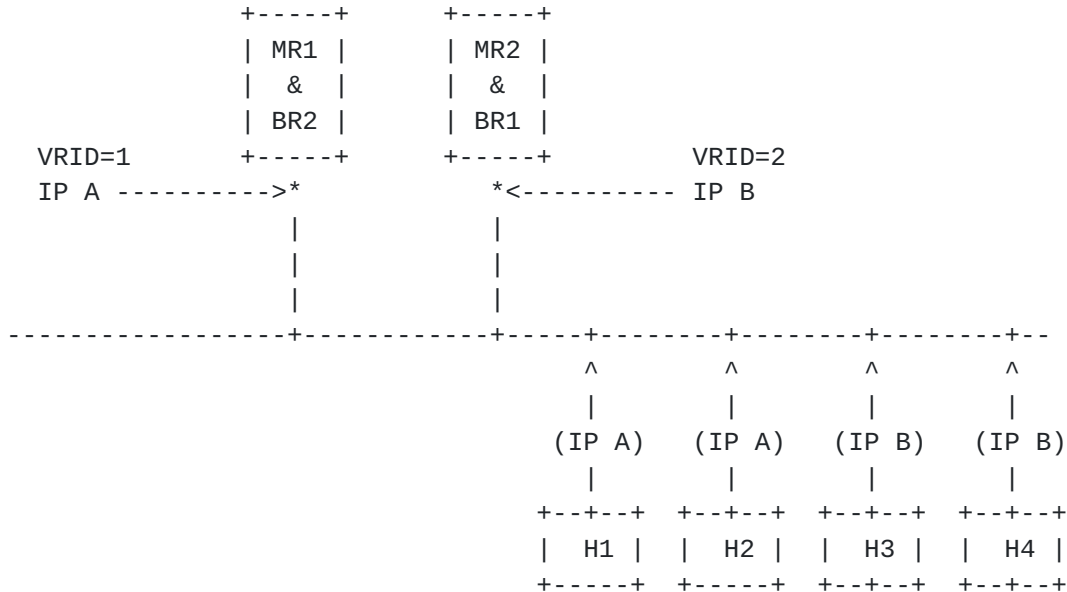 +-----+      +-----+
| MR1 |      | MR2 |
|  &  |      |  &  |
| BR2 |      | BR1 |
VRID=1       +-----+      +-----+         VRID=2
IP A ---------->*            *<---------- IP B
|            |
|            |
|            |
------------------+------------+-----+--------+--------+--------+--
^        ^        ^        ^
|        |        |        |
(IP A)   (IP A)   (IP B)   (IP B)
|        |        |        |
+--+--+  +--+--+  +--+--+  +--+--+
|  H1 |  |  H2 |  |  H3 |  |  H4 |
+-----+  +-----+  +--+--+  +--+--+